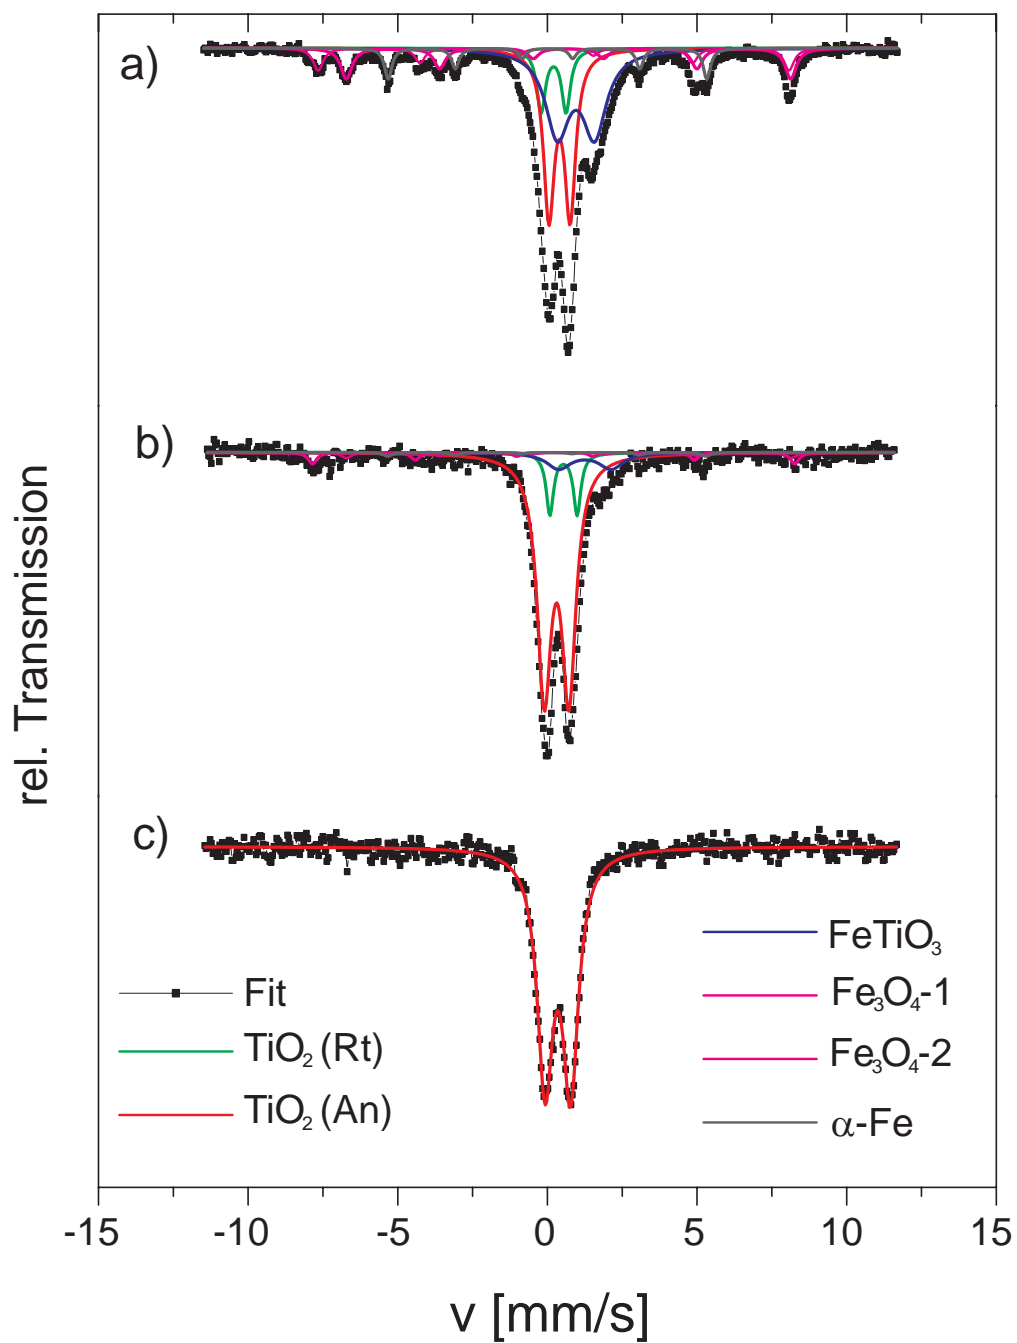 a)
b)
c)
rel. Transmission
Fit
TiO₂ (Rt)
TiO₂ (An)
FeTiO₃
Fe₃O₄-1
Fe₃O₄-2
α-Fe
-15 -10 -5 0 5 10 15
v [mm/s]